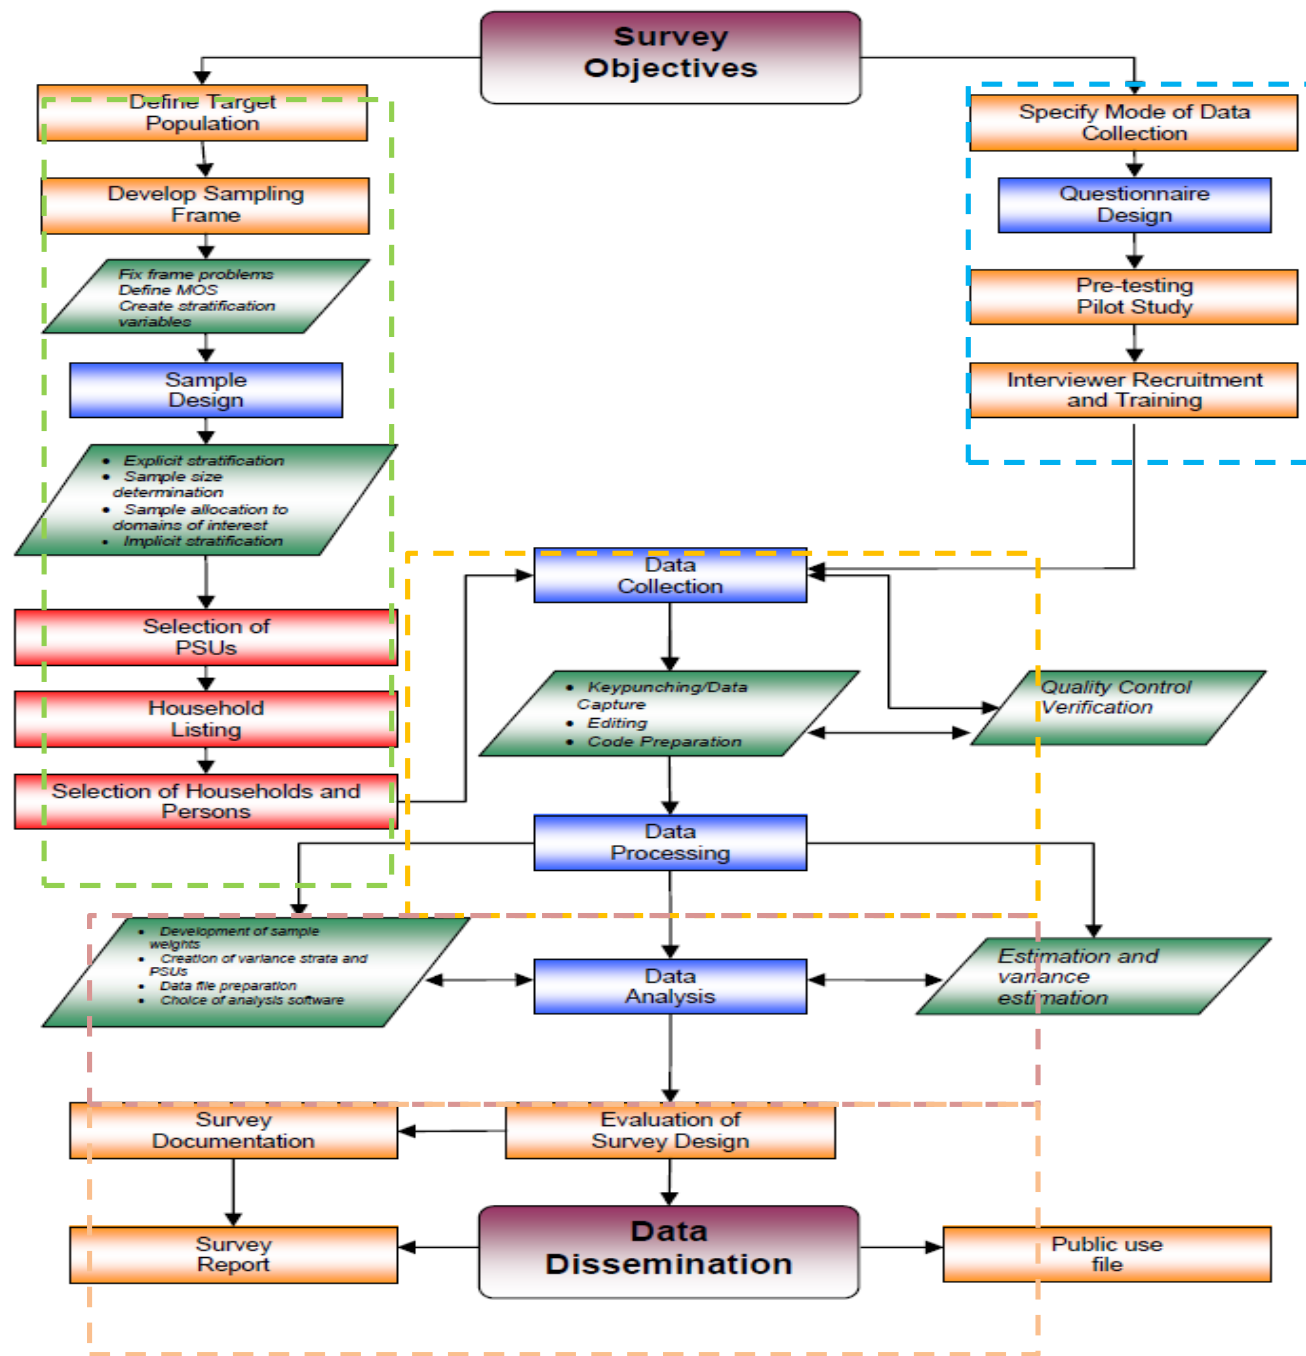 Survey
Objectives
Define Target
Population
Develop Sampling
Frame
Fix frame problems
Define MOS
Create stratification
variables
Sample
Design
• Explicit stratification
• Sample size
determination
• Sample allocation to
domains of interest
• Implicit stratification
Selection of
PSUs
Household
Listing
Selection of Households and
Persons
Specify Mode of Data
Collection
Questionnaire
Design
Pre-testing
Pilot Study
Interviewer Recruitment
and Training
Data
Collection
• Keypunching/Data
Capture
• Editing
• Code Preparation
Quality Control
Verification
Data
Processing
• Development of sample
weights
• Creation of variance strata and
PSUs
• Data file preparation
• Choice of analysis software
Data
Analysis
Estimation and
variance
estimation
Survey
Documentation
Evaluation of
Survey Design
Survey
Report
Data
Dissemination
Public use
file